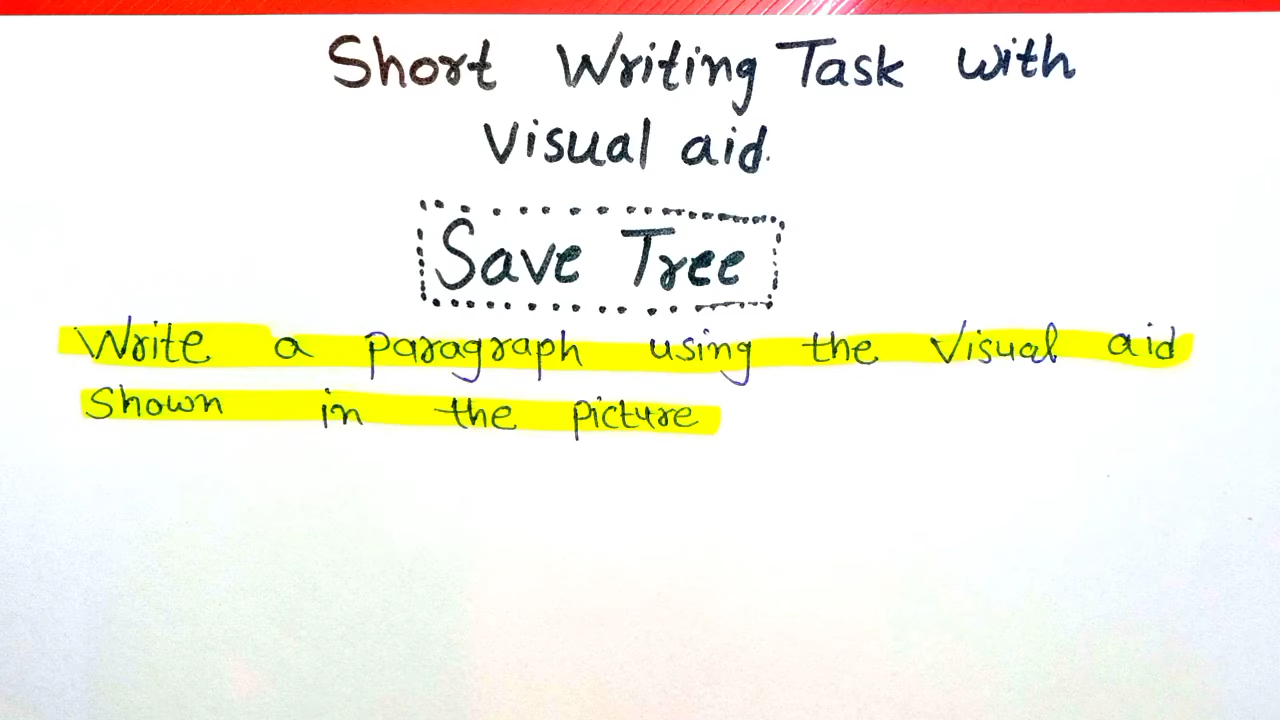 Short Writing Task with
Visual aid.
Save Tree
Write a paragraph using the Visual aid
Shown in the picture